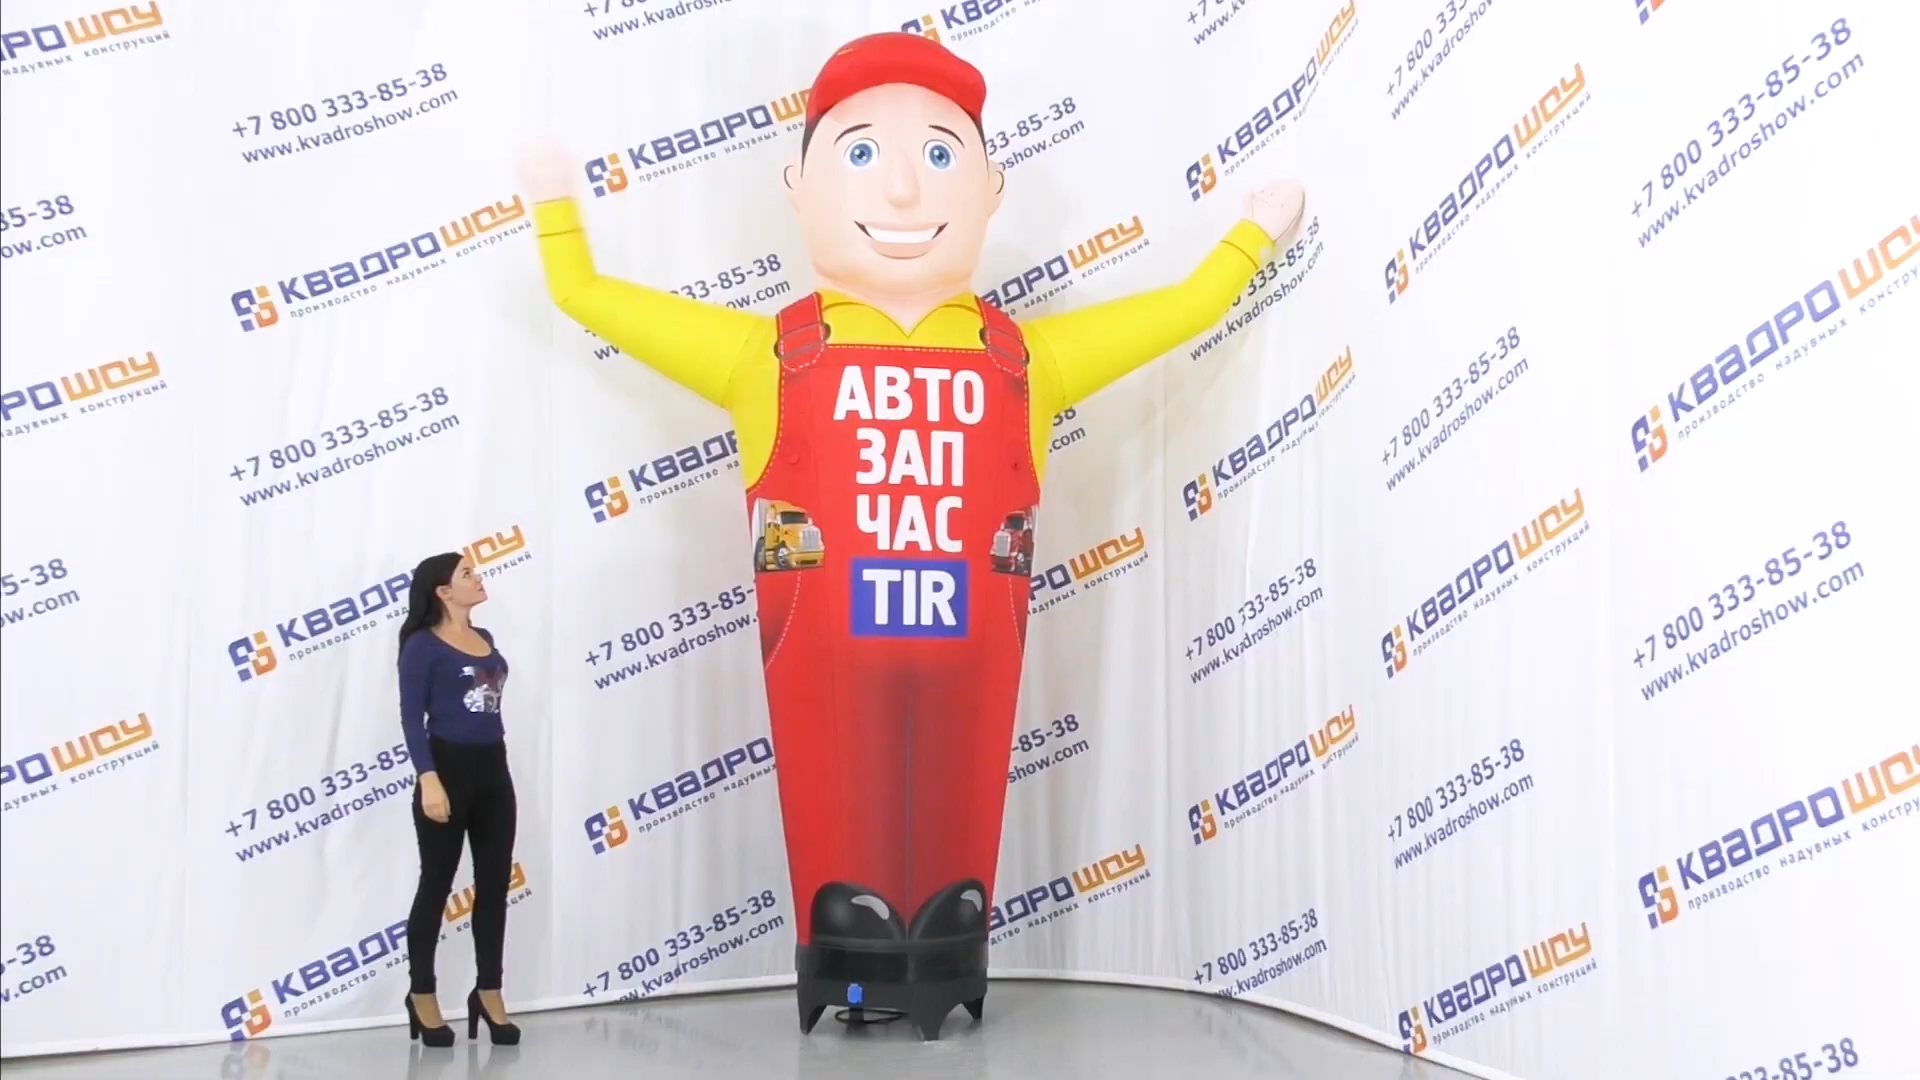 АВТО
ЗАП
ЧАС
TIR
+7 800 333-85-38
www.kvadroshow.com
КВАДРОШОУ
производство надувных конструкций